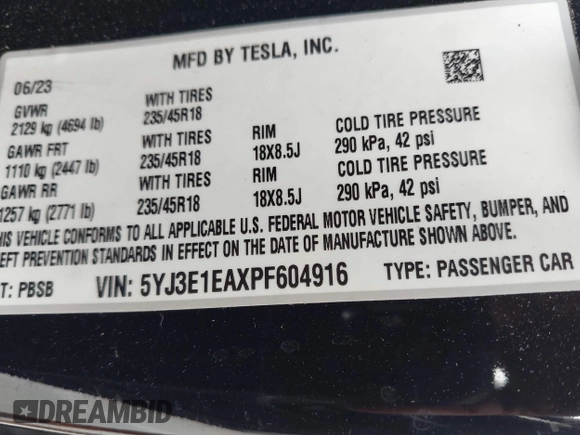 MFD BY TESLA, INC.
06/23
GVWR WITH TIRES
2129 kg (4694 lb) 235/45R18 RIM COLD TIRE PRESSURE
GAWR FRT WITH TIRES 18X8.5J 290 kPa, 42 psi
1110 kg (2447 lb) 235/45R18 RIM COLD TIRE PRESSURE
GAWR RR WITH TIRES 18X8.5J 290 kPa, 42 psi
1257 kg (2771 lb) 235/45R18
HIS VEHICLE CONFORMS TO ALL APPLICABLE U.S. FEDERAL MOTOR VEHICLE SAFETY, BUMPER, AND
EFT PREVENTION STANDARDS IN EFFECT ON THE DATE OF MANUFACTURE SHOWN ABOVE.
T: PBSB VIN: 5YJ3E1EAXPF604916 TYPE: PASSENGER CAR
DREAMBID